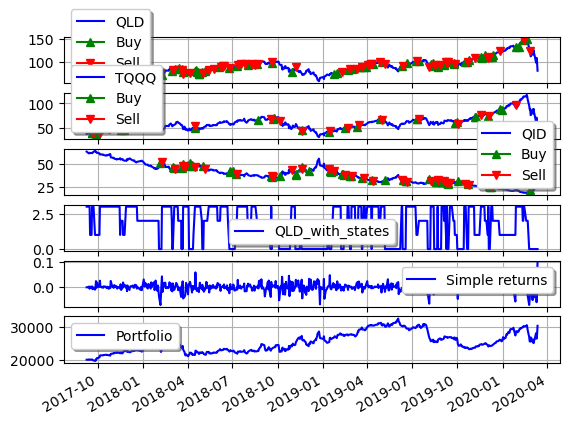 QLD
Buy
Sell
150
100
TQQQ
Buy
Sell
100
50
QID
Buy
Sell
50
25
QLD_with_states
2.5
0.0
Simple returns
0.1
0.0
Portfolio
30000
20000
2017-10
2018-01
2018-04
2018-07
2018-10
2019-01
2019-04
2019-07
2019-10
2020-01
2020-04